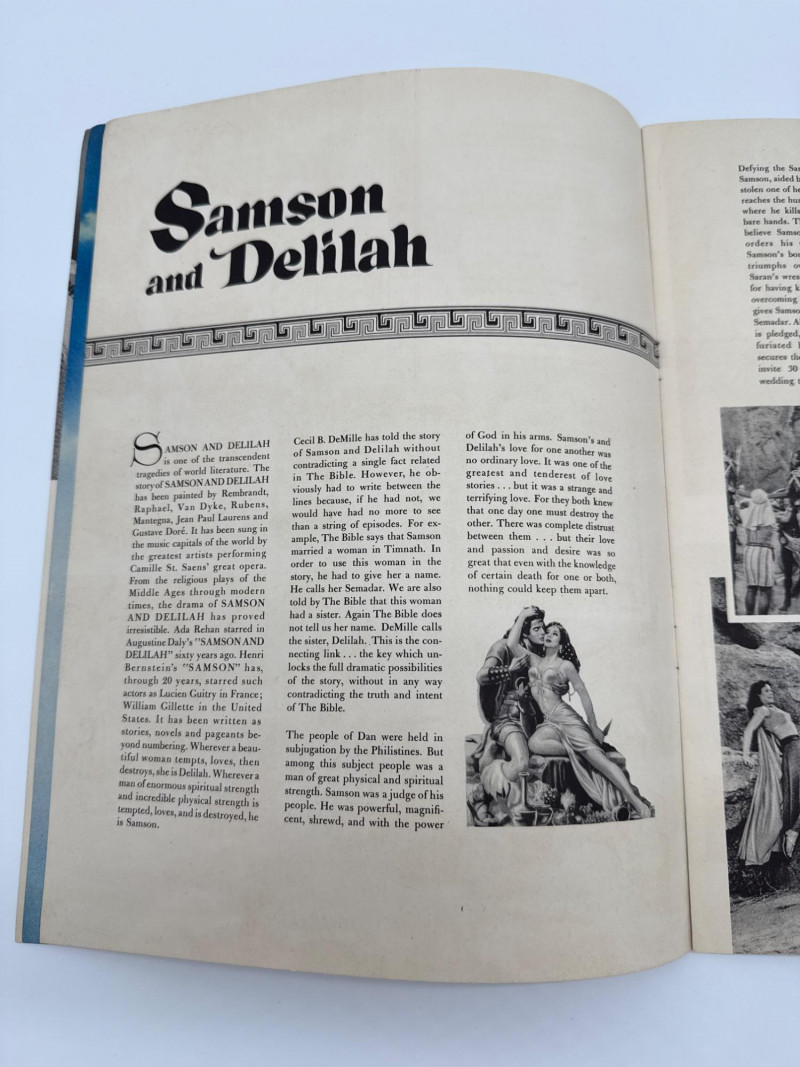 Samson
and Delilah
SAMSON AND DELILAH
is one of the transcendent
tragedies of world literature. The
story of SAMSON AND DELILAH
has been painted by Rembrandt,
Raphael, Van Dyke, Rubens,
Mantegna, Jean Paul Laurens and
Gustave Doré. It has been sung in
the music capitals of the world by
the greatest artists performing
Camille St. Saens' great opera.
From the religious plays of the
Middle Ages through modern
times, the drama of SAMSON
AND DELILAH has proved
irresistible. Ada Rehan starred in
Augustine Daly's "SAMSON AND
DELILAH" sixty years ago. Henri
Bernstein's "SAMSON" has,
through 20 years, starred such
actors as Lucien Guitry in France;
William Gillette in the United
States. It has been written as
stories, novels and pageants be-
yond numbering. Wherever a beau-
tiful woman tempts, loves, then
destroys, she is Delilah. Wherever a
man of enormous spiritual strength
and incredible physical strength is
tempted, loves, and is destroyed, he
is Samson.
Cecil B. DeMille has told the story
of Samson and Delilah without
contradicting a single fact related
in The Bible. However, he ob-
viously had to write between the
lines because, if he had not, we
would have had no more to see
than a string of episodes. For ex-
ample, The Bible says that Samson
married a woman in Timnath. In
order to use this woman in the
story, he had to give her a name.
He calls her Semadar. We are also
told by The Bible that this woman
had a sister. Again The Bible does
not tell us her name. DeMille calls
the sister, Delilah. This is the con-
necting link . . . the key which un-
locks the full dramatic possibilities
of the story, without in any way
contradicting the truth and intent
of The Bible.
The people of Dan were held in
subjugation by the Philistines. But
among this subject people was a
man of great physical and spiritual
strength. Samson was a judge of his
people. He was powerful, magnifi-
cent, shrewd, and with the power
of God in his arms. Samson's and
Delilah's love for one another was
no ordinary love. It was one of the
greatest and tenderest of love
stories . . . but it was a strange and
terrifying love. For they both knew
that one day one must destroy the
other. There was complete distrust
between them . . . but their love
and passion and desire was so
great that even with the knowledge
of certain death for one or both,
nothing could keep them apart.
Defying the
Samson, aided
stolen one of
reaches the
where he kills
bare hands.
believe
orders his
Samson's
triumphs
Saran's
for having
overcoming
gives
Semadar.
is pledged,
furiated
secures
invite 30
wedding